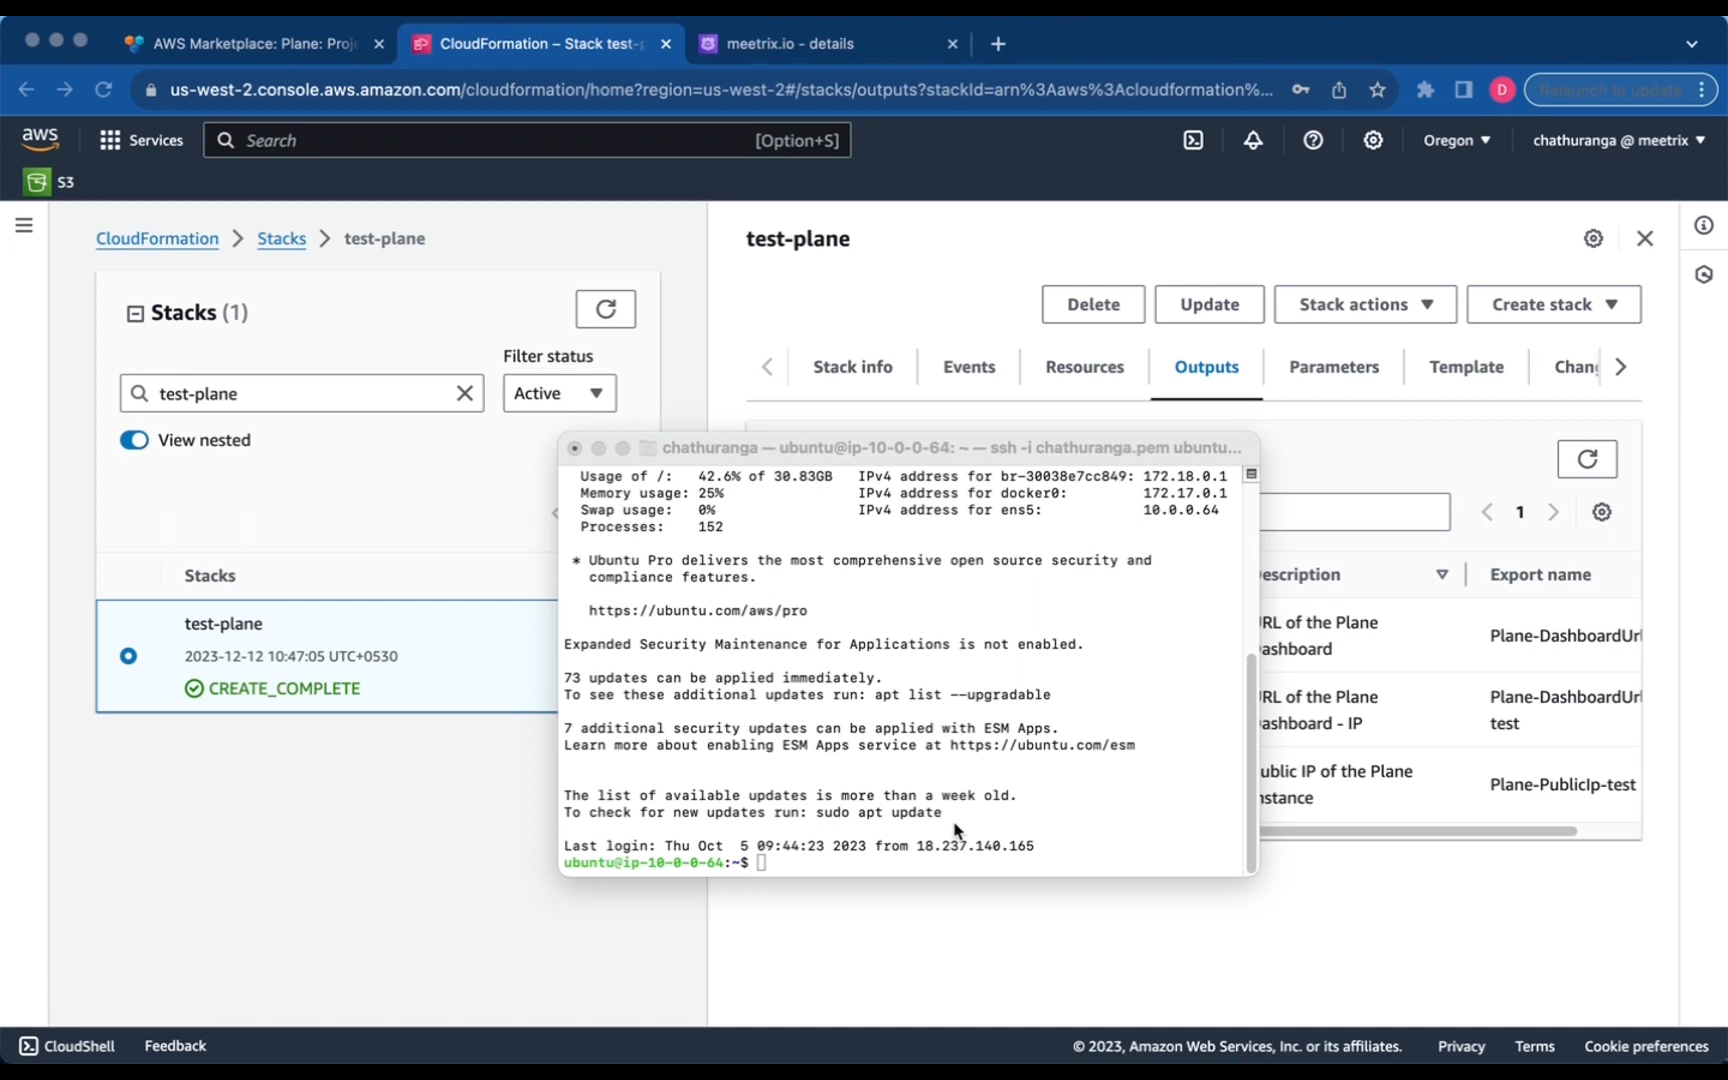 AWS Marketplace: Plane: Proj
CloudFormation – Stack test-
meetrix.io - details
us-west-2.console.aws.amazon.com/cloudformation/home?region=us-west-2#/stacks/outputs?stackId=arn%3Aaws%3Acloudformation%...
D
Relaunch to update
aws
Services
Search
[Option+S]
Oregon
chathuranga @ meetrix
S3
CloudFormation
Stacks
test-plane
Stacks (1)
Filter status
test-plane
Active
View nested
Stacks
test-plane
2023-12-12 10:47:05 UTC+0530
CREATE_COMPLETE
test-plane
Delete
Update
Stack actions
Create stack
Stack info
Events
Resources
Outputs
Parameters
Template
Chan
1
escription
Export name
RL of the Plane
ashboard
Plane-DashboardUrl
RL of the Plane
ashboard - IP
Plane-DashboardUrl
test
ublic IP of the Plane
nstance
Plane-PublicIp-test
chathuranga — ubuntu@ip-10-0-0-64: ~ — ssh -i chathuranga.pem ubuntu...
Usage of /: 42.6% of 30.83GB IPv4 address for br-30038e7cc849: 172.18.0.1
Memory usage: 25% IPv4 address for docker0: 172.17.0.1
Swap usage: 0% IPv4 address for ens5: 10.0.0.64
Processes: 152
* Ubuntu Pro delivers the most comprehensive open source security and
compliance features.
https://ubuntu.com/aws/pro
Expanded Security Maintenance for Applications is not enabled.
73 updates can be applied immediately.
To see these additional updates run: apt list --upgradable
7 additional security updates can be applied with ESM Apps.
Learn more about enabling ESM Apps service at https://ubuntu.com/esm
The list of available updates is more than a week old.
To check for new updates run: sudo apt update
Last login: Thu Oct 5 09:44:23 2023 from 18.237.140.165
ubuntu@ip-10-0-0-64:~$
CloudShell
Feedback
© 2023, Amazon Web Services, Inc. or its affiliates.
Privacy
Terms
Cookie preferences